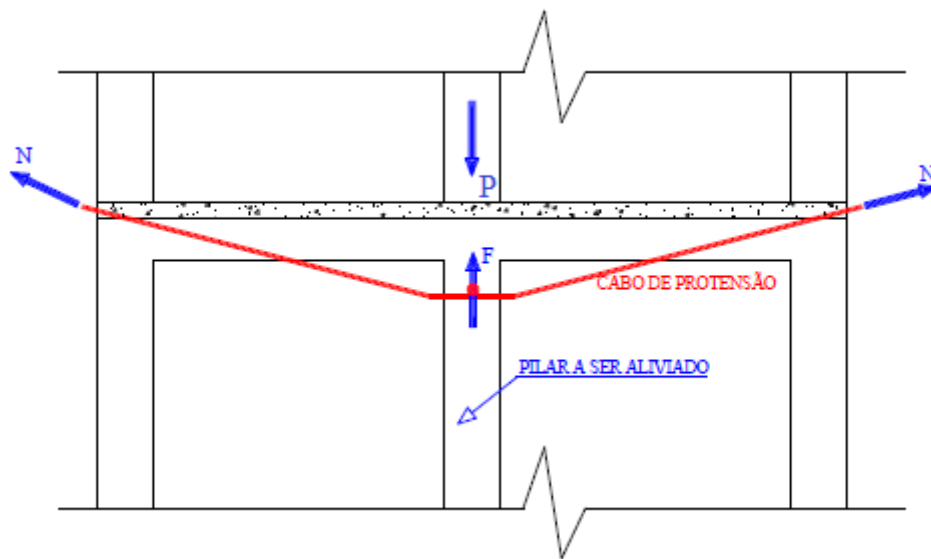 N
N
P
F
CABO DE PROTENSÃO
PILAR A SER ALIVIADO